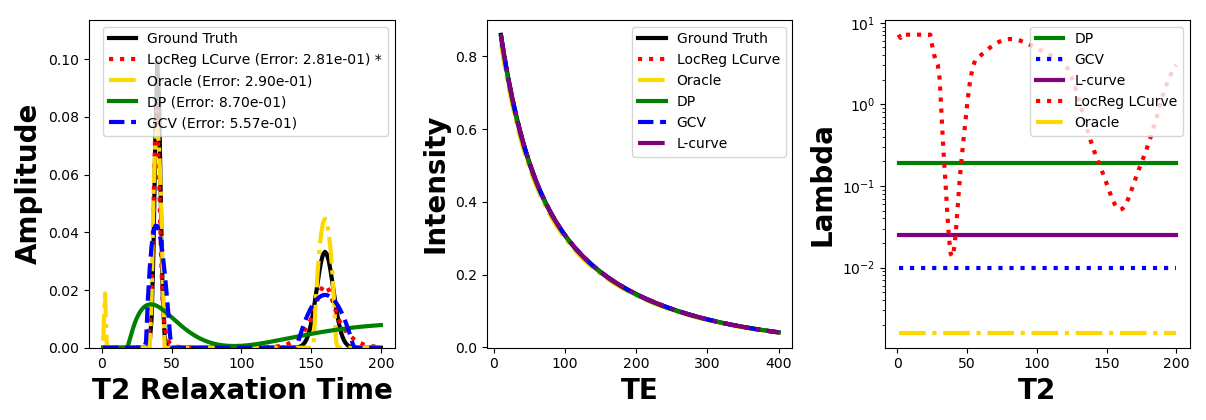 Amplitude
0.10
0.08
0.06
0.04
0.02
0.00
Ground Truth
LocReg LCurve (Error: 2.81e-01) *
Oracle (Error: 2.90e-01)
DP (Error: 8.70e-01)
GCV (Error: 5.57e-01)
0 50 100 150 200
T2 Relaxation Time
Intensity
0.8
0.6
0.4
0.2
0.0
Ground Truth
LocReg LCurve
Oracle
DP
GCV
L-curve
0 100 200 300 400
TE
Lambda
10^1
10^0
10^-1
10^-2
DP
GCV
L-curve
LocReg LCurve
Oracle
0 50 100 150 200
T2